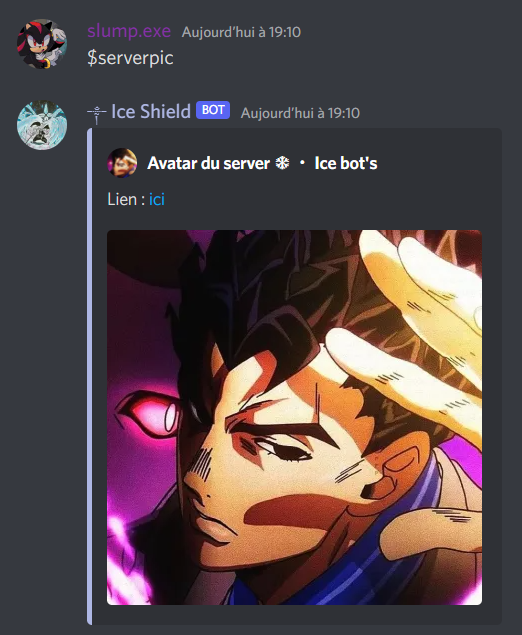 slump.exe Aujourd'hui à 19:10
$serverpic
Ice Shield BOT Aujourd'hui à 19:10
Avatar du server ❄ • Ice bot's
Lien : ici